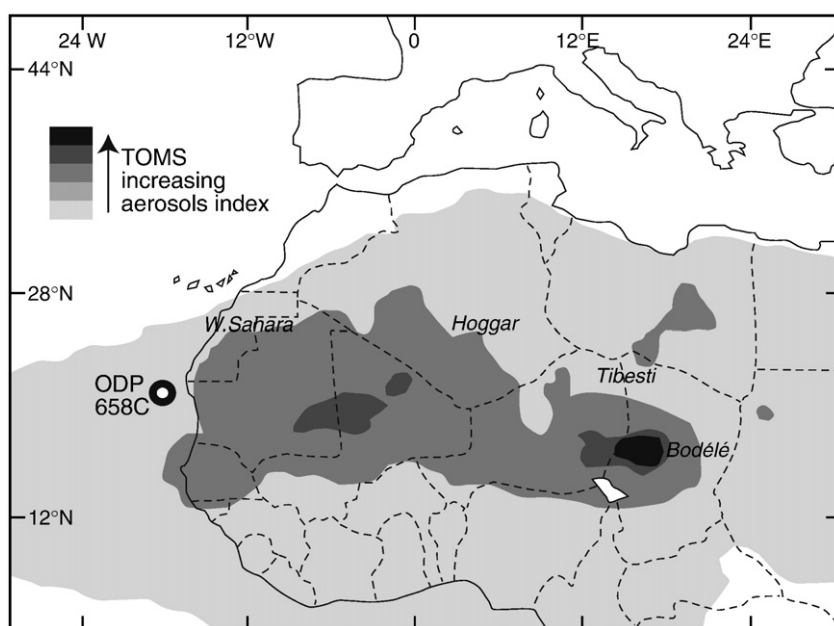 24 W 12°W 0 12°E 24°E
44°N
TOMS
increasing
aerosols index
28°N
W.Sahara
Hoggar
Tibesti
ODP
658C
Bodélé
12°N